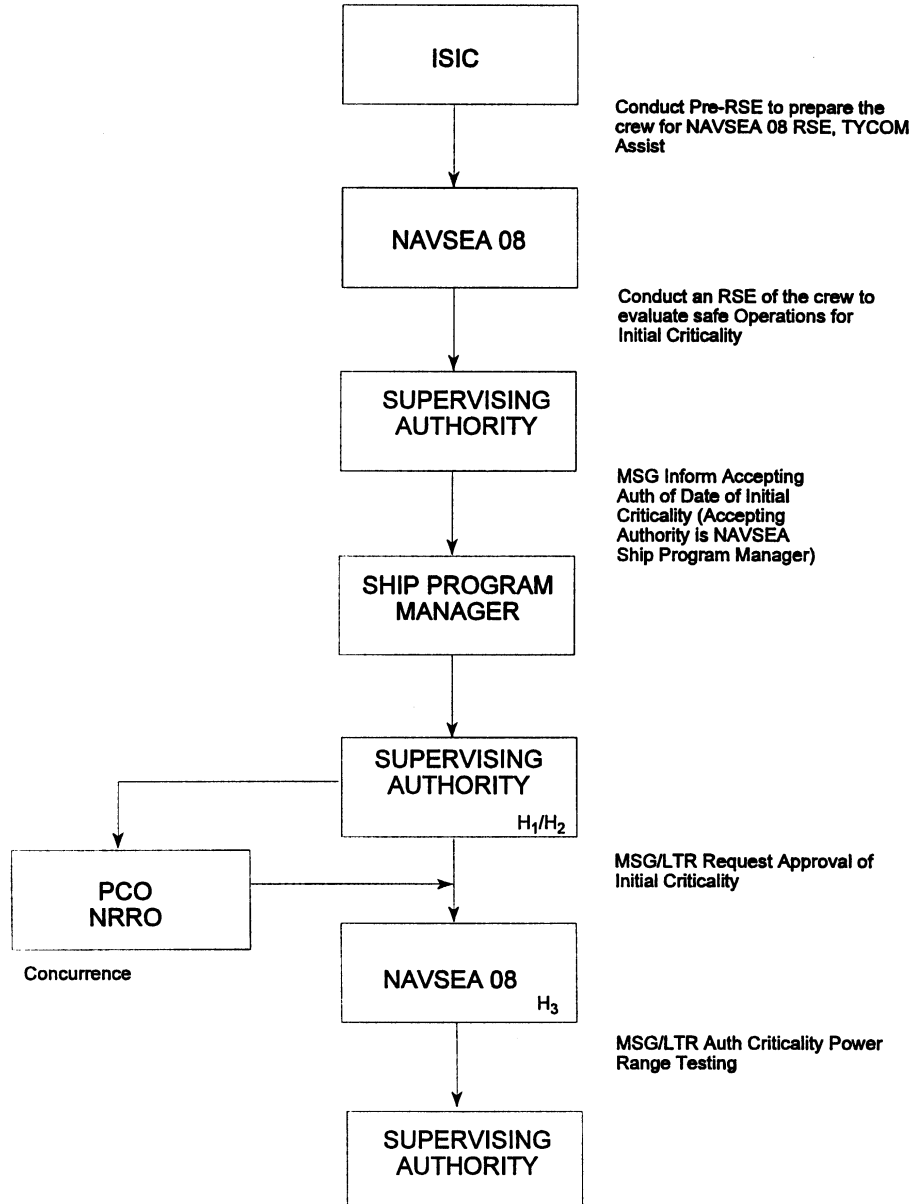 ISIC
Conduct Pre-RSE to prepare the
crew for NAVSEA 08 RSE, TYCOM
Assist
NAVSEA 08
Conduct an RSE of the crew to
evaluate safe Operations for
Initial Criticality
SUPERVISING
AUTHORITY
MSG Inform Accepting
Auth of Date of Initial
Criticality (Accepting
Authority is NAVSEA
Ship Program Manager)
SHIP PROGRAM
MANAGER
SUPERVISING
AUTHORITY
H₁/H₂
MSG/LTR Request Approval of
Initial Criticality
PCO
NRRO
Concurrence
NAVSEA 08
H₃
MSG/LTR Auth Criticality Power
Range Testing
SUPERVISING
AUTHORITY